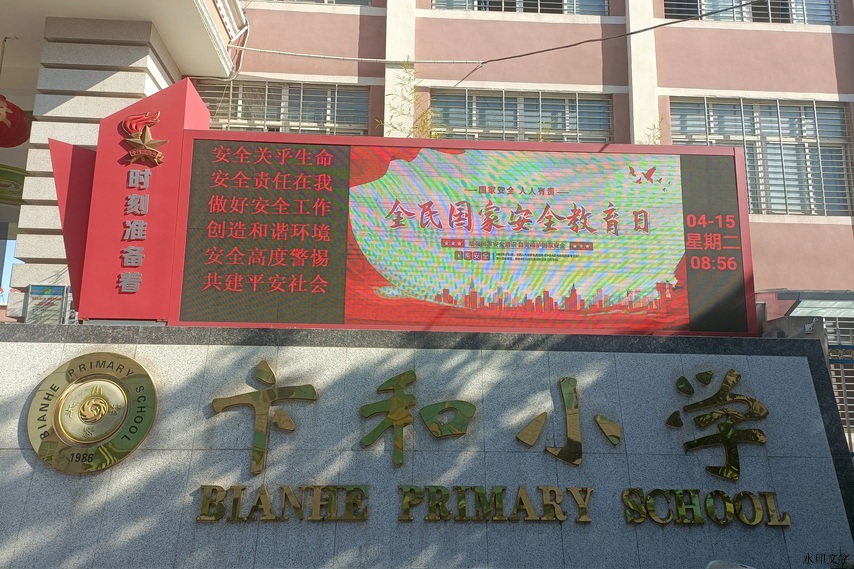 时刻准备着
安全关乎生命
安全责任在我
做好安全工作
创造和谐环境
安全高度警惕
共建平安社会
国家安全 人人有责
全民国家安全教育日
04-15
星期二
08:56
BIANHE PRIMARY SCHOOL
1986
卞和小学
BIANHE PRIMARY SCHOOL
水印文字